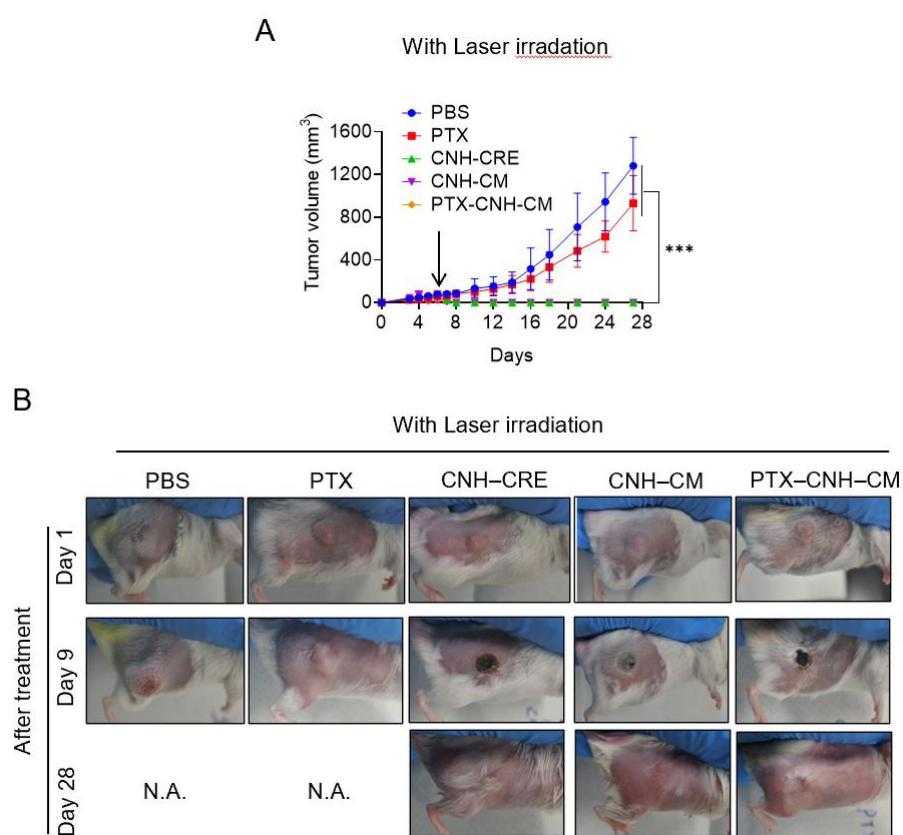 A
With Laser irradation
PBS
PTX
CNH-CRE
CNH-CM
PTX-CNH-CM
Tumor volume (mm³)
1600
1200
800
400
0
***
0 4 8 12 16 20 24 28
Days
B
With Laser irradiation
PBS PTX CNH–CRE CNH–CM PTX–CNH–CM
After treatment
Day 1
Day 9
Day 28
N.A. N.A.